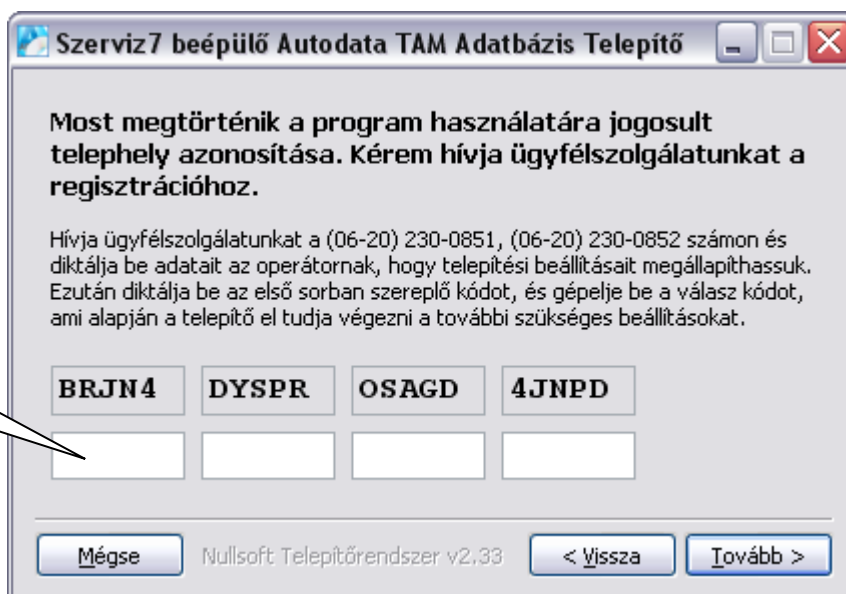 Szerviz7 beépülő Autodata TAM Adatbázis Telepítő
Most megtörténik a program használatára jogosult
telephely azonosítása. Kérem hívja ügyfélszolgálatunkat a
regisztrációhoz.
Hívja ügyfélszolgálatunkat a (06-20) 230-0851, (06-20) 230-0852 számon és
diktálja be adatait az operátornak, hogy telepítési beállításait megállapíthassuk.
Ezután diktálja be az első sorban szereplő kódot, és gépelje be a válasz kódot,
ami alapján a telepítő el tudja végezni a további szükséges beállításokat.
BRJN4 DYSPR OSAGD 4JNPD
Mégse Nullsoft Telepítőrendszer v2.33 < Vissza Tovább >